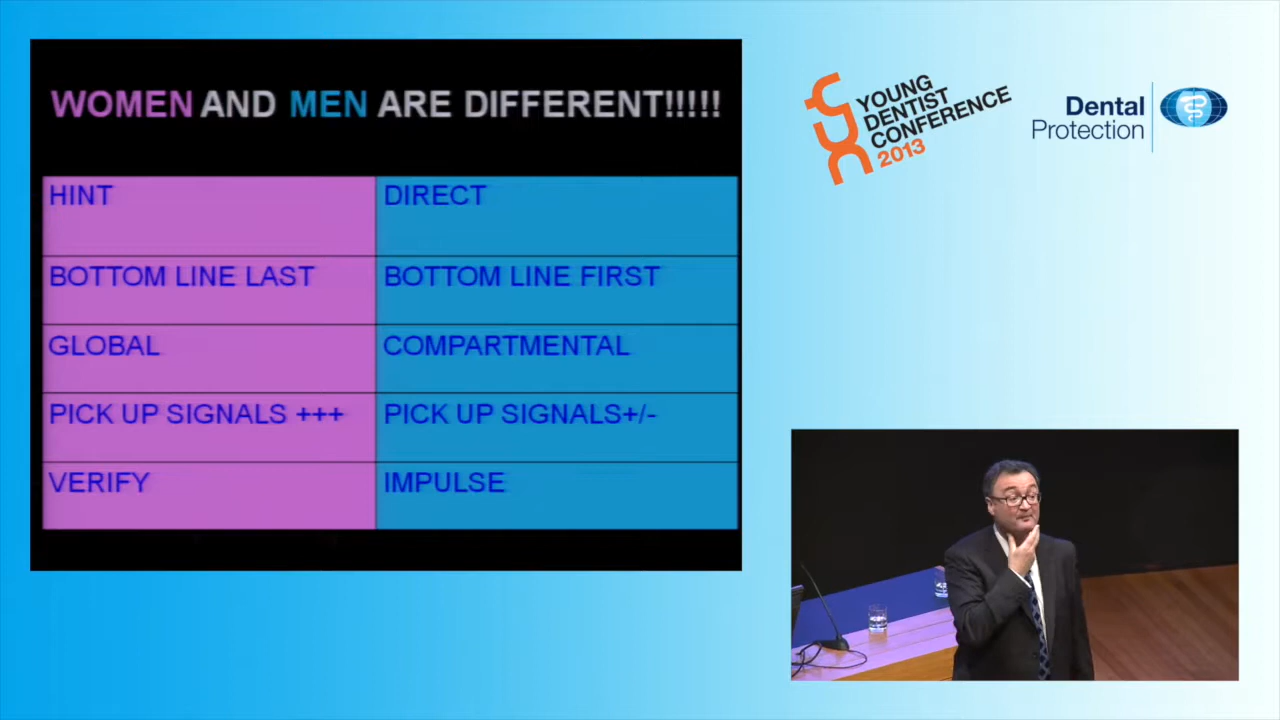 WOMEN AND MEN ARE DIFFERENT!!!!!
HINT
DIRECT
BOTTOM LINE LAST
BOTTOM LINE FIRST
GLOBAL
COMPARTMENTAL
PICK UP SIGNALS +++
PICK UP SIGNALS+/-
VERIFY
IMPULSE
YOUNG
DENTIST
CONFERENCE
2013
Dental
Protection